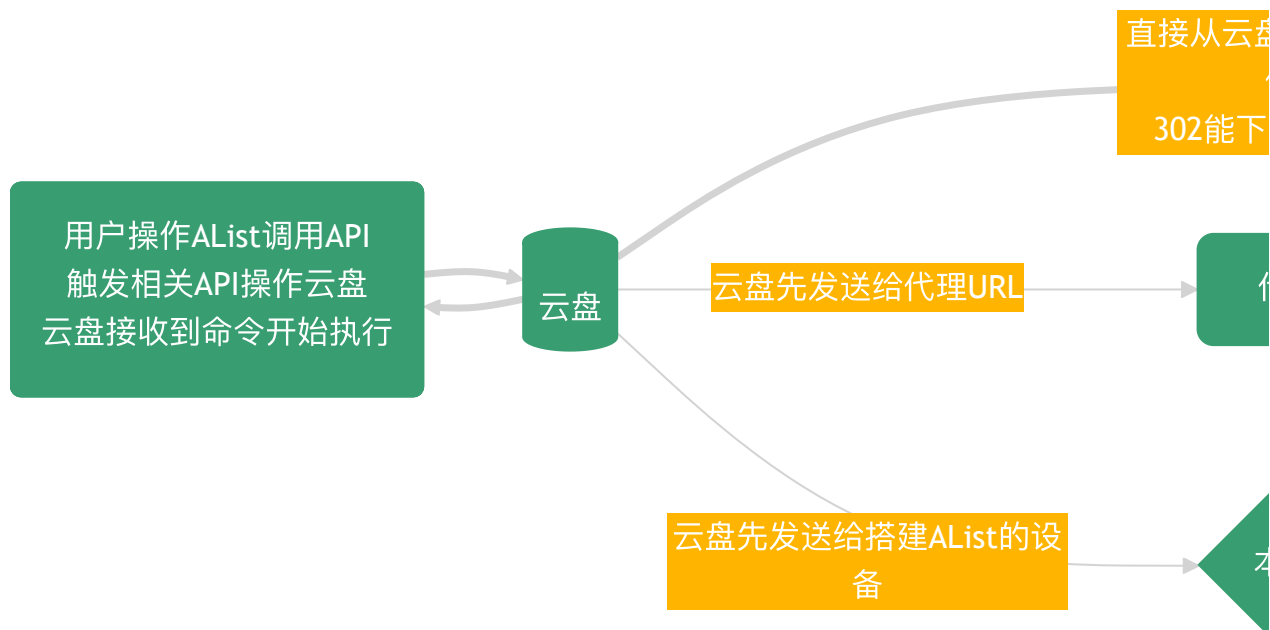 直接从云盘
302能下
用户操作AList调用API
触发相关API操作云盘
云盘接收到命令开始执行
云盘
云盘先发送给代理URL
云盘先发送给搭建AList的设
备
本